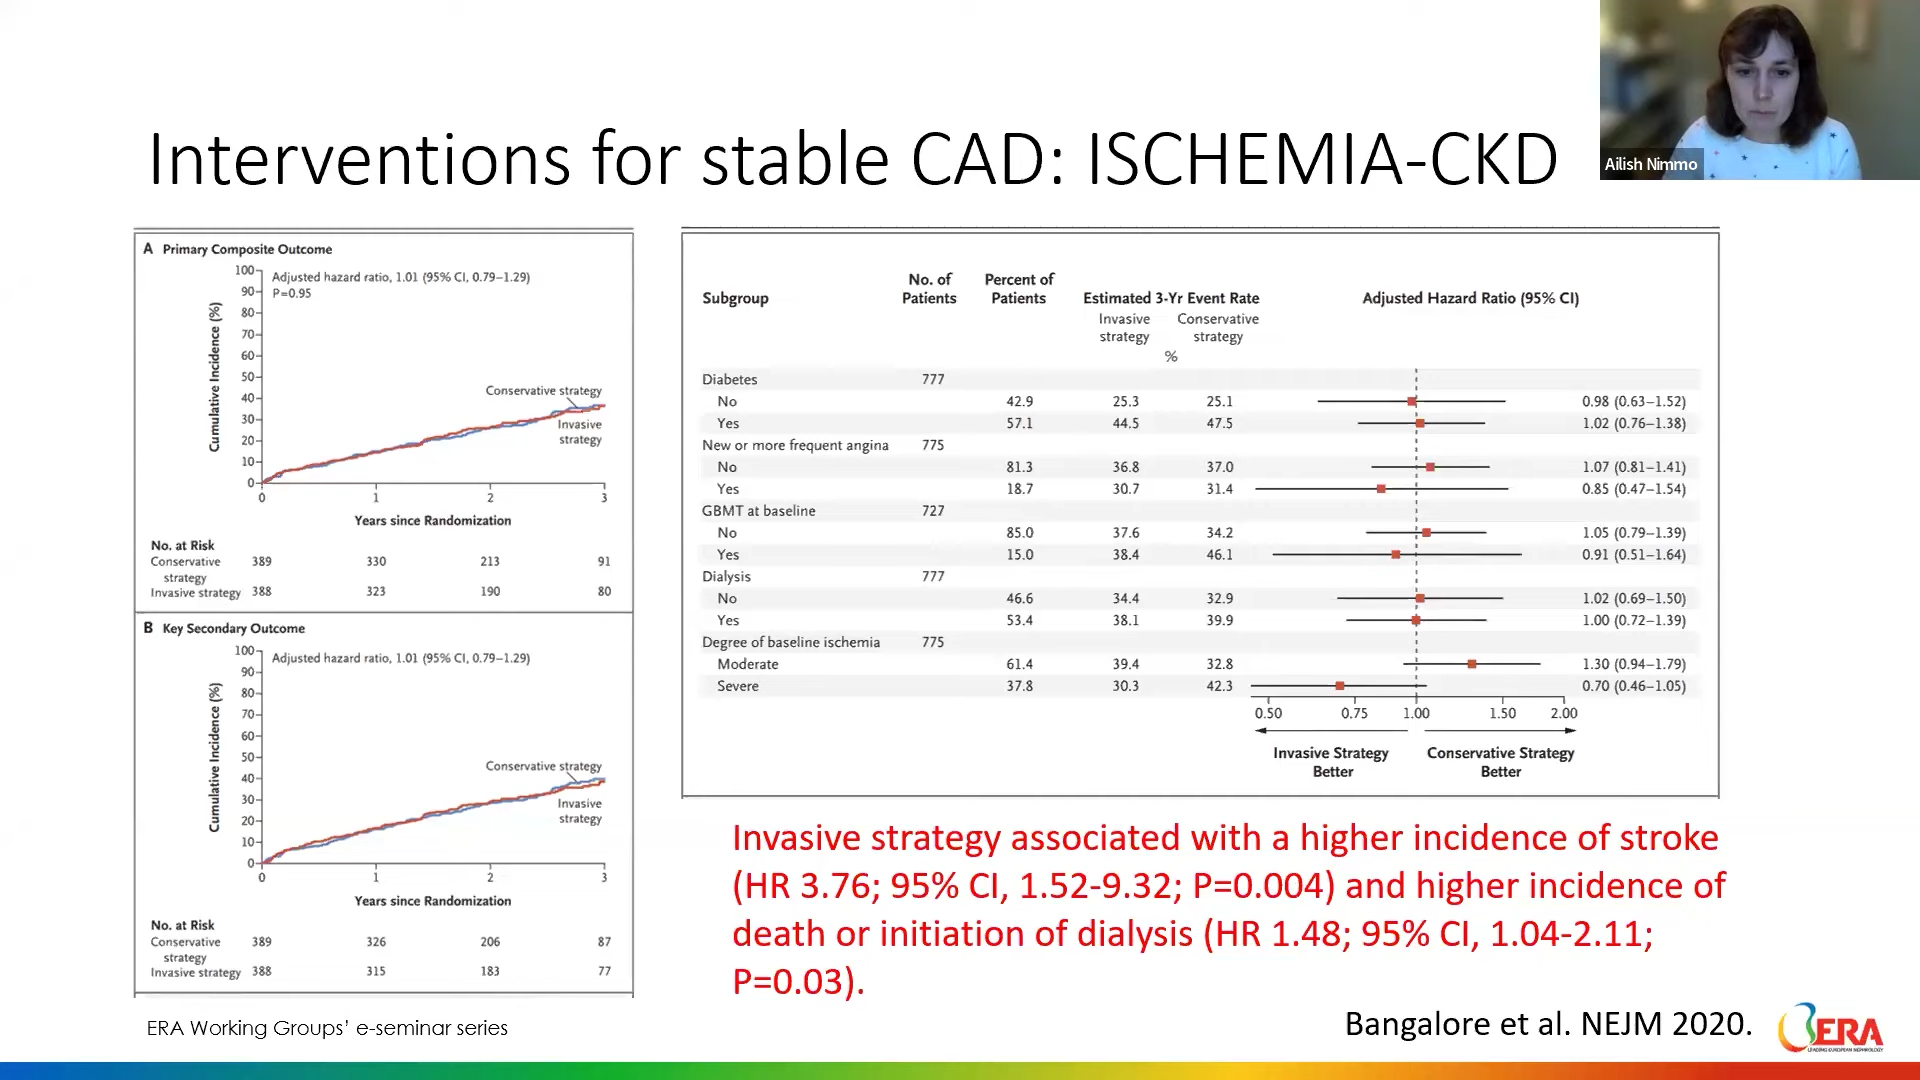 Ailish Nimmo
Interventions for stable CAD: ISCHEMIA-CKD
A Primary Composite Outcome
Adjusted hazard ratio, 1.01 (95% CI, 0.79–1.29)
P=0.95
Cumulative Incidence (%)
100
90
80
70
60
50
40
30
20
10
0
Conservative strategy
Invasive
strategy
0 1 2 3
Years since Randomization
No. at Risk
Conservative 389 330 213 91
strategy
Invasive strategy 388 323 190 80
B Key Secondary Outcome
Adjusted hazard ratio, 1.01 (95% CI, 0.79–1.29)
Cumulative Incidence (%)
100
90
80
70
60
50
40
30
20
10
0
Conservative strategy
Invasive
strategy
0 1 2 3
Years since Randomization
No. at Risk
Conservative 389 326 206 87
strategy
Invasive strategy 388 315 183 77
No. of Percent of
Subgroup Patients Patients Estimated 3-Yr Event Rate Adjusted Hazard Ratio (95% CI)
Invasive Conservative
strategy strategy
%
Diabetes 777
No 42.9 25.3 25.1 0.98 (0.63–1.52)
Yes 57.1 44.5 47.5 1.02 (0.76–1.38)
New or more frequent angina 775
No 81.3 36.8 37.0 1.07 (0.81–1.41)
Yes 18.7 30.7 31.4 0.85 (0.47–1.54)
GBMT at baseline 727
No 85.0 37.6 34.2 1.05 (0.79–1.39)
Yes 15.0 38.4 46.1 0.91 (0.51–1.64)
Dialysis 777
No 46.6 34.4 32.9 1.02 (0.69–1.50)
Yes 53.4 38.1 39.9 1.00 (0.72–1.39)
Degree of baseline ischemia 775
Moderate 61.4 39.4 32.8 1.30 (0.94–1.79)
Severe 37.8 30.3 42.3 0.70 (0.46–1.05)
0.50 0.75 1.00 1.50 2.00
Invasive Strategy Conservative Strategy
Better Better
Invasive strategy associated with a higher incidence of stroke
(HR 3.76; 95% CI, 1.52-9.32; P=0.004) and higher incidence of
death or initiation of dialysis (HR 1.48; 95% CI, 1.04-2.11;
P=0.03).
ERA Working Groups’ e-seminar series
Bangalore et al. NEJM 2020.
ERA
LEADING EUROPEAN NEPHROLOGY